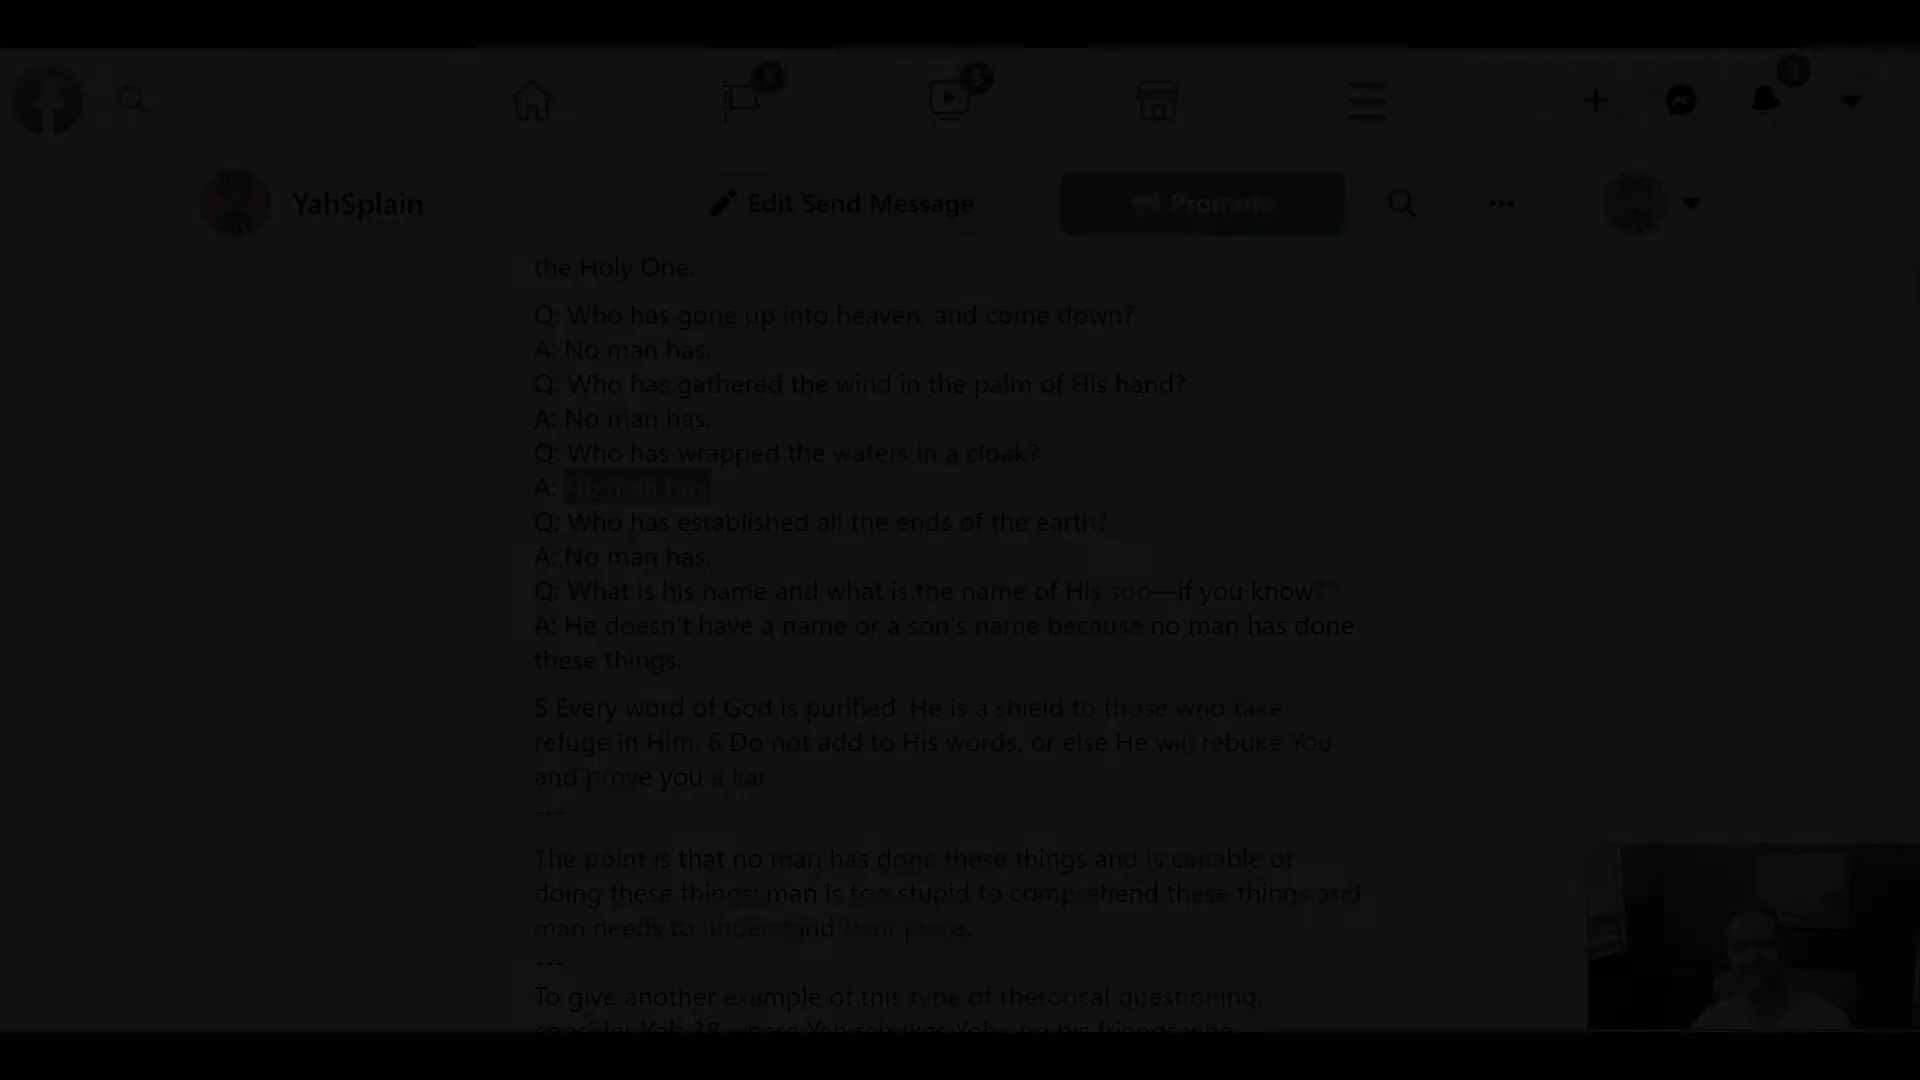 YahSplain
Edit Send Message
Promote
the Holy One.
Q: Who has gone up into heaven, and come down?
A: No man has.
Q: Who has gathered the wind in the palm of His hand?
A: No man has.
Q: Who has wrapped the waters in a cloak?
A: No man has.
Q: Who has established all the ends of the earth?
A: No man has.
Q: What is his name and what is the name of His son—if you know?"
A: He doesn't have a name or a son's name because no man has done
these things.
5 Every word of God is purified. He is a shield to those who take
refuge in Him. 6 Do not add to His words, or else He will rebuke You
and prove you a liar
---
The point is that no man has done these things and is capable of
doing these things; man is too stupid to comprehend these things and
man needs to understand their place.
---
To give another example of this type of rhetorical questioning,